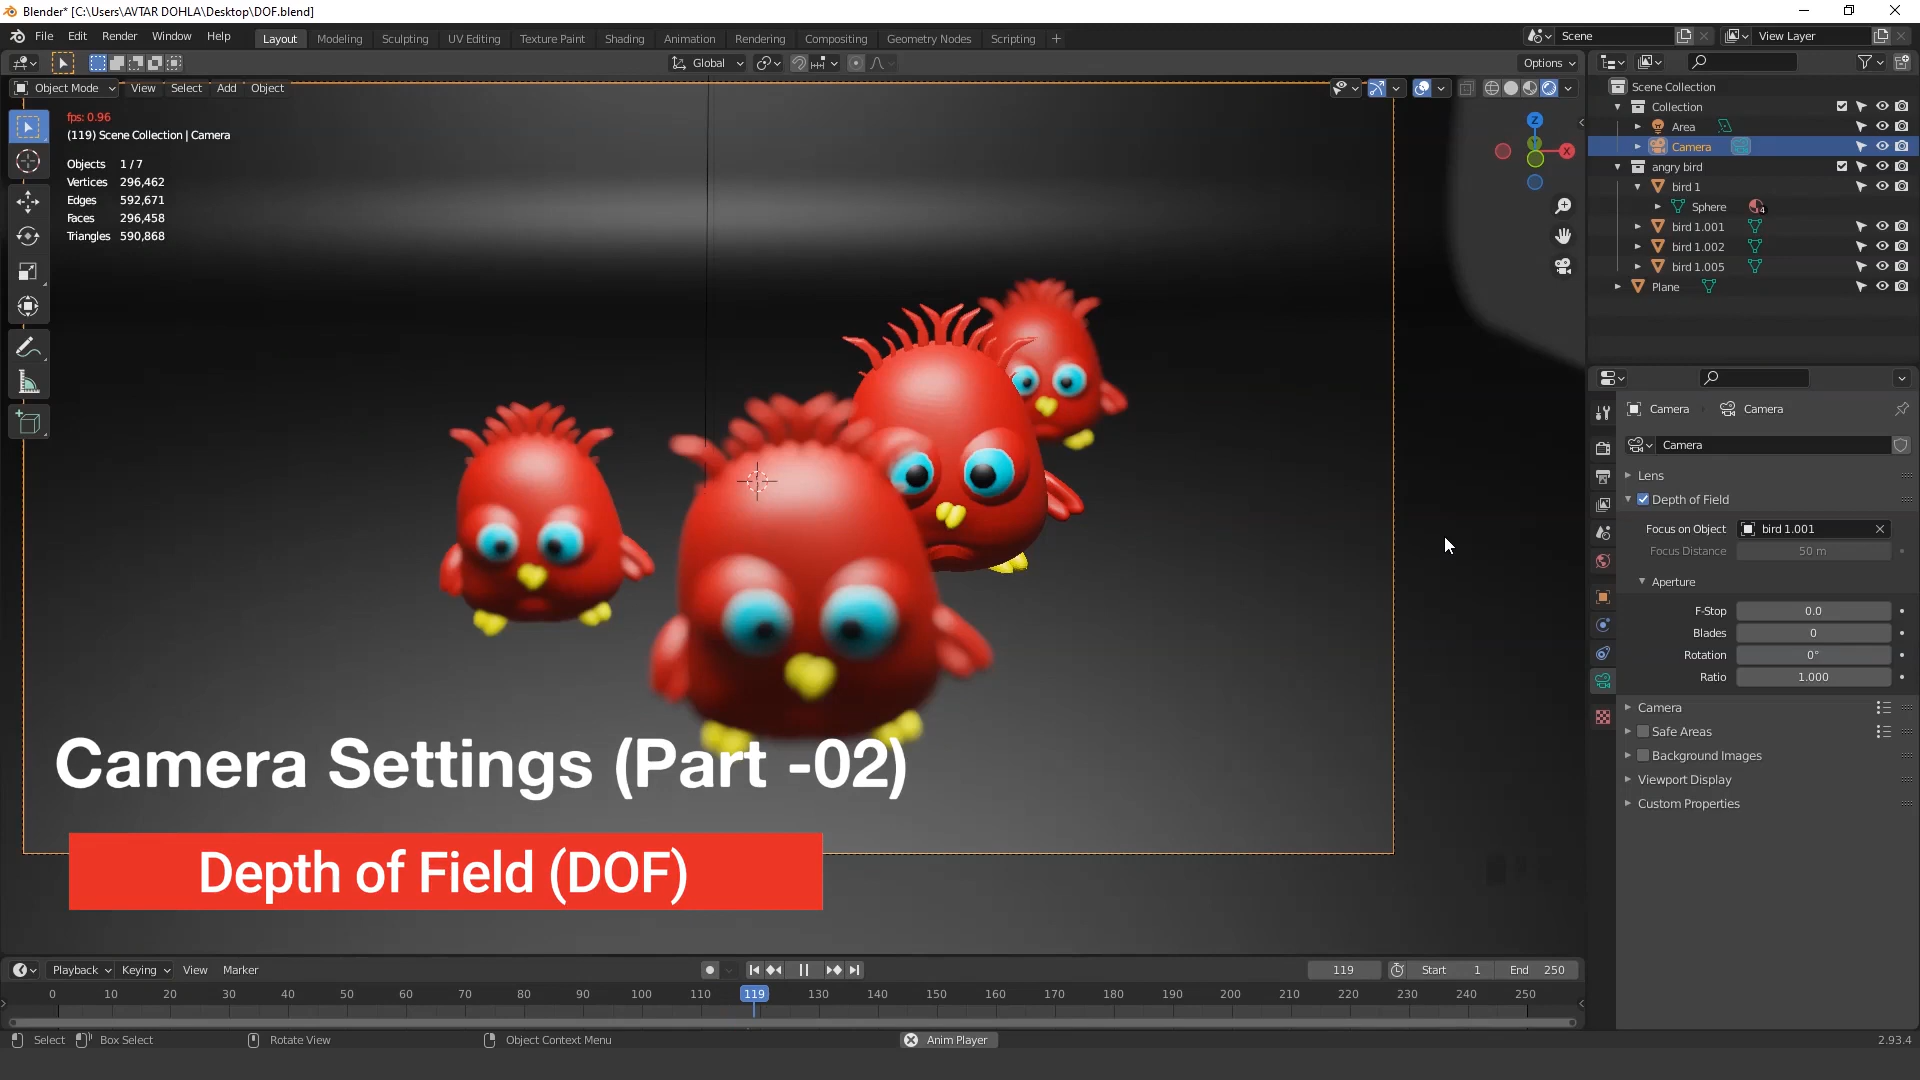 Blender* [C:\Users\AVTAR DOHLA\Desktop\DOF.blend]
File Edit Render Window Help
Layout Modeling Sculpting UV Editing Texture Paint Shading Animation Rendering Compositing Geometry Nodes Scripting +
Scene
View Layer
Global
Options
Object Mode View Select Add Object
fps: 0.96
(119) Scene Collection | Camera
Objects 1 / 7
Vertices 296,462
Edges 592,671
Faces 296,458
Triangles 590,868
Z
X
Scene Collection
Collection
Area
Camera
angry bird
bird 1
Sphere 4
bird 1.001
bird 1.002
bird 1.005
Plane
Camera Camera
Camera
Lens
Depth of Field
Focus on Object bird 1.001
Focus Distance 50 m
Aperture
F-Stop 0.0
Blades 0
Rotation 0°
Ratio 1.000
Camera
Safe Areas
Background Images
Viewport Display
Custom Properties
Camera Settings (Part -02)
Depth of Field (DOF)
Playback Keying View Marker
119 Start 1 End 250
0 10 20 30 40 50 60 70 80 90 100 110 119 130 140 150 160 170 180 190 200 210 220 230 240 250
Select Box Select Rotate View Object Context Menu Anim Player 2.93.4